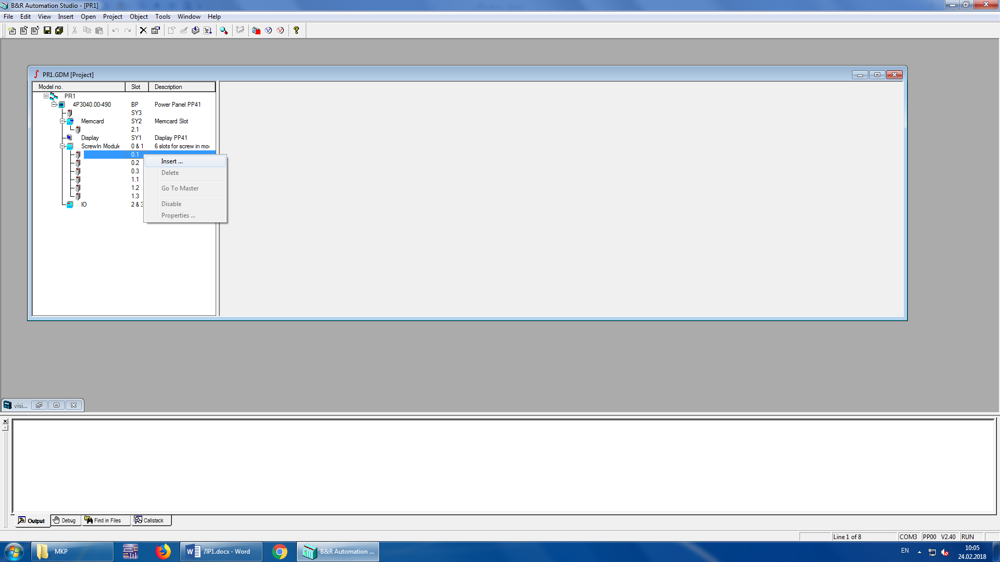 B&R Automation Studio - [PR1]
File Edit View Insert Open Project Object Tools Window Help
PR1.GDM [Project]
Model no. Slot Description
PR1
4P3040.00-490 BP Power Panel PP41
SY3
Memcard SY2 Memcard Slot
2.1
Display SY1 Display PP41
ScrewIn Module 0 & 1 6 slots for screw in mo
0.1
0.2
0.3
1.1
1.2
1.3
IO 2 & 3
Insert ...
Delete
Go To Master
Disable
Properties ...
visi...
Output Debug Find in Files Callstack
Line 1 of 8 COM3 PP00 V2.40 RUN
MKP
ЛР1.docx - Word
B&R Automation ...
EN
10:05
24.02.2018